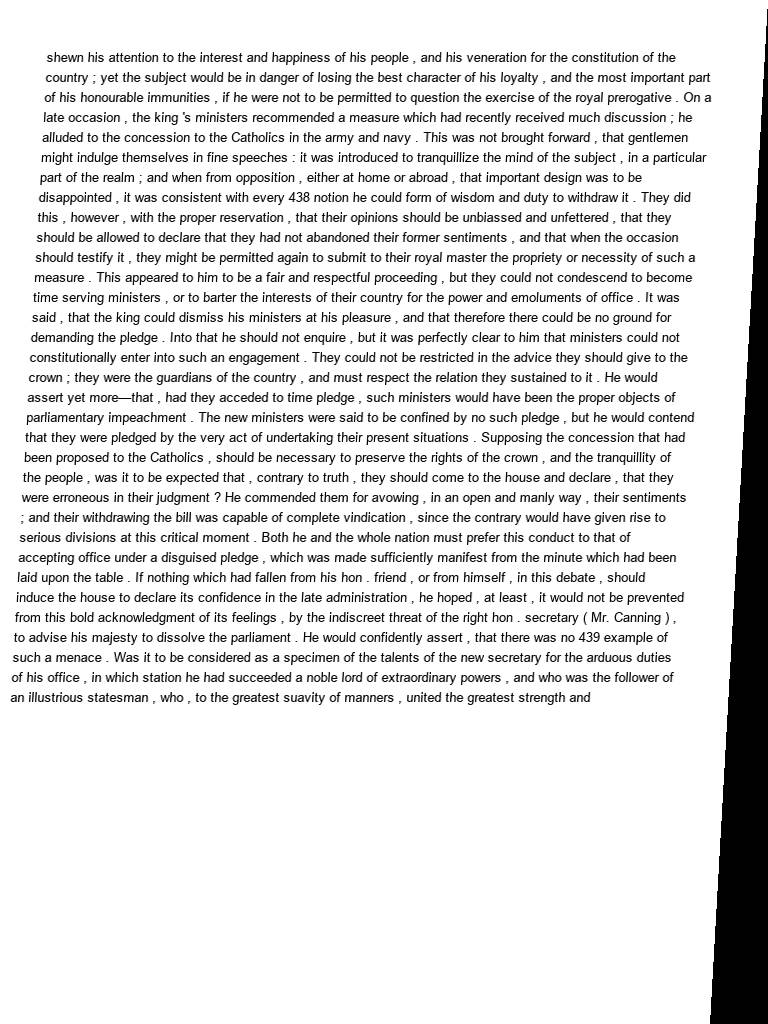 shewn his attention to the interest and happiness of his people , and his veneration for the constitution of the
country ; yet the subject would be in danger of losing the best character of his loyalty , and the most important part
of his honourable immunities , if he were not to be permitted to question the exercise of the royal prerogative . On a
late occasion , the king 's ministers recommended a measure which had recently received much discussion ; he
alluded to the concession to the Catholics in the army and navy . This was not brought forward , that gentlemen
might indulge themselves in fine speeches : it was introduced to tranquillize the mind of the subject , in a particular
part of the realm ; and when from opposition , either at home or abroad , that important design was to be
disappointed , it was consistent with every 438 notion he could form of wisdom and duty to withdraw it . They did
this , however , with the proper reservation , that their opinions should be unbiassed and unfettered , that they
should be allowed to declare that they had not abandoned their former sentiments , and that when the occasion
should testify it , they might be permitted again to submit to their royal master the propriety or necessity of such a
measure . This appeared to him to be a fair and respectful proceeding , but they could not condescend to become
time serving ministers , or to barter the interests of their country for the power and emoluments of office . It was
said , that the king could dismiss his ministers at his pleasure , and that therefore there could be no ground for
demanding the pledge . Into that he should not enquire , but it was perfectly clear to him that ministers could not
constitutionally enter into such an engagement . They could not be restricted in the advice they should give to the
crown ; they were the guardians of the country , and must respect the relation they sustained to it . He would
assert yet more—that , had they acceded to time pledge , such ministers would have been the proper objects of
parliamentary impeachment . The new ministers were said to be confined by no such pledge , but he would contend
that they were pledged by the very act of undertaking their present situations . Supposing the concession that had
been proposed to the Catholics , should be necessary to preserve the rights of the crown , and the tranquillity of
the people , was it to be expected that , contrary to truth , they should come to the house and declare , that they
were erroneous in their judgment ? He commended them for avowing , in an open and manly way , their sentiments
; and their withdrawing the bill was capable of complete vindication , since the contrary would have given rise to
serious divisions at this critical moment . Both he and the whole nation must prefer this conduct to that of
accepting office under a disguised pledge , which was made sufficiently manifest from the minute which had been
laid upon the table . If nothing which had fallen from his hon . friend , or from himself , in this debate , should
induce the house to declare its confidence in the late administration , he hoped , at least , it would not be prevented
from this bold acknowledgment of its feelings , by the indiscreet threat of the right hon . secretary ( Mr. Canning ) ,
to advise his majesty to dissolve the parliament . He would confidently assert , that there was no 439 example of
such a menace . Was it to be considered as a specimen of the talents of the new secretary for the arduous duties
of his office , in which station he had succeeded a noble lord of extraordinary powers , and who was the follower of
an illustrious statesman , who , to the greatest suavity of manners , united the greatest strength and